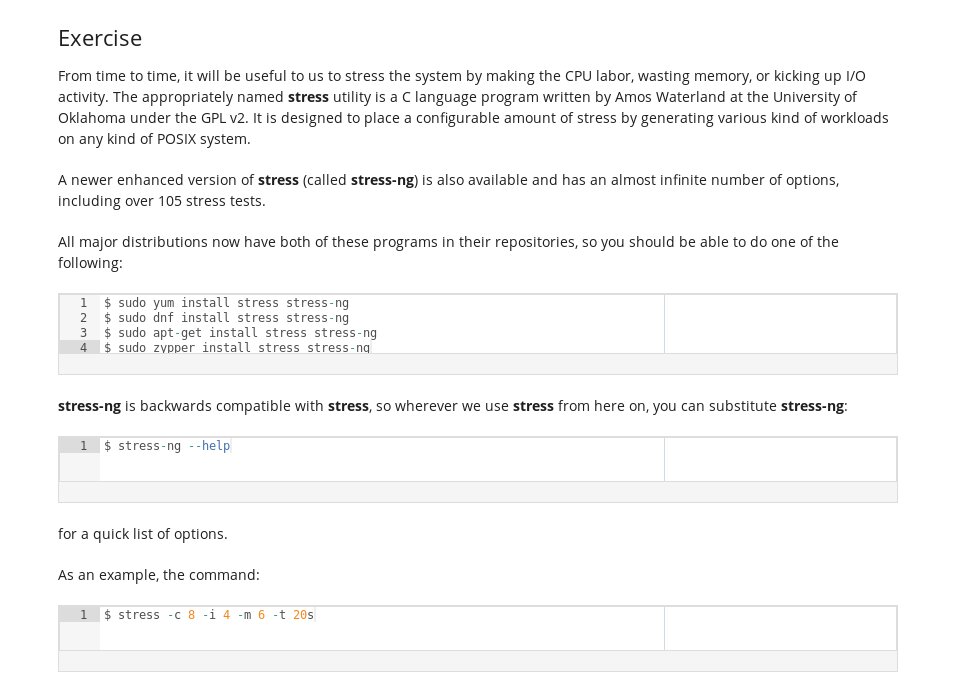 Exercise
From time to time, it will be useful to us to stress the system by making the CPU labor, wasting memory, or kicking up I/O
activity. The appropriately named stress utility is a C language program written by Amos Waterland at the University of
Oklahoma under the GPL v2. It is designed to place a configurable amount of stress by generating various kind of workloads
on any kind of POSIX system.
A newer enhanced version of stress (called stress-ng) is also available and has an almost infinite number of options,
including over 105 stress tests.
All major distributions now have both of these programs in their repositories, so you should be able to do one of the
following:
1 $ sudo yum install stress stress-ng
2 $ sudo dnf install stress stress-ng
3 $ sudo apt-get install stress stress-ng
4 $ sudo zypper install stress stress-ng
stress-ng is backwards compatible with stress, so wherever we use stress from here on, you can substitute stress-ng:
1 $ stress-ng --help
for a quick list of options.
As an example, the command:
1 $ stress -c 8 -i 4 -m 6 -t 20s